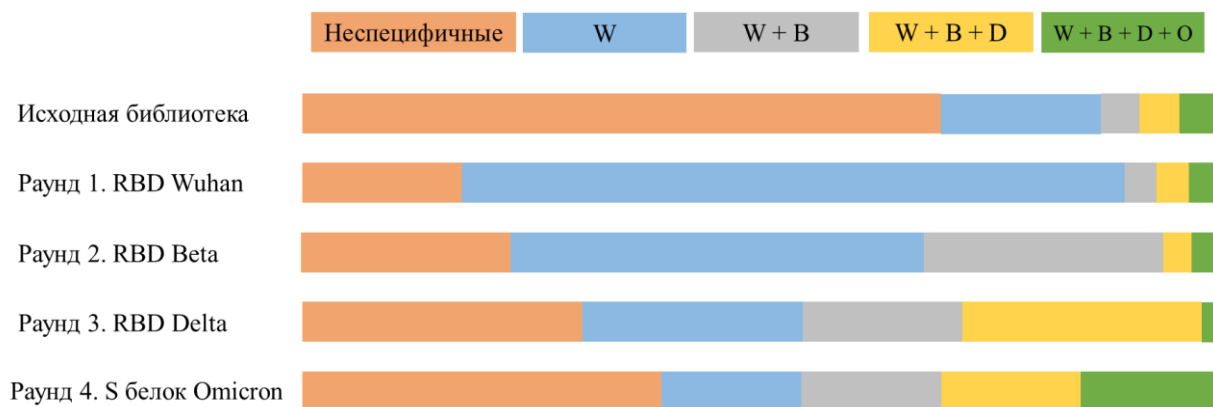 Неспецифичные W W + B W + B + D W + B + D + O
Исходная библиотека
Раунд 1. RBD Wuhan
Раунд 2. RBD Beta
Раунд 3. RBD Delta
Раунд 4. S белок Omicron